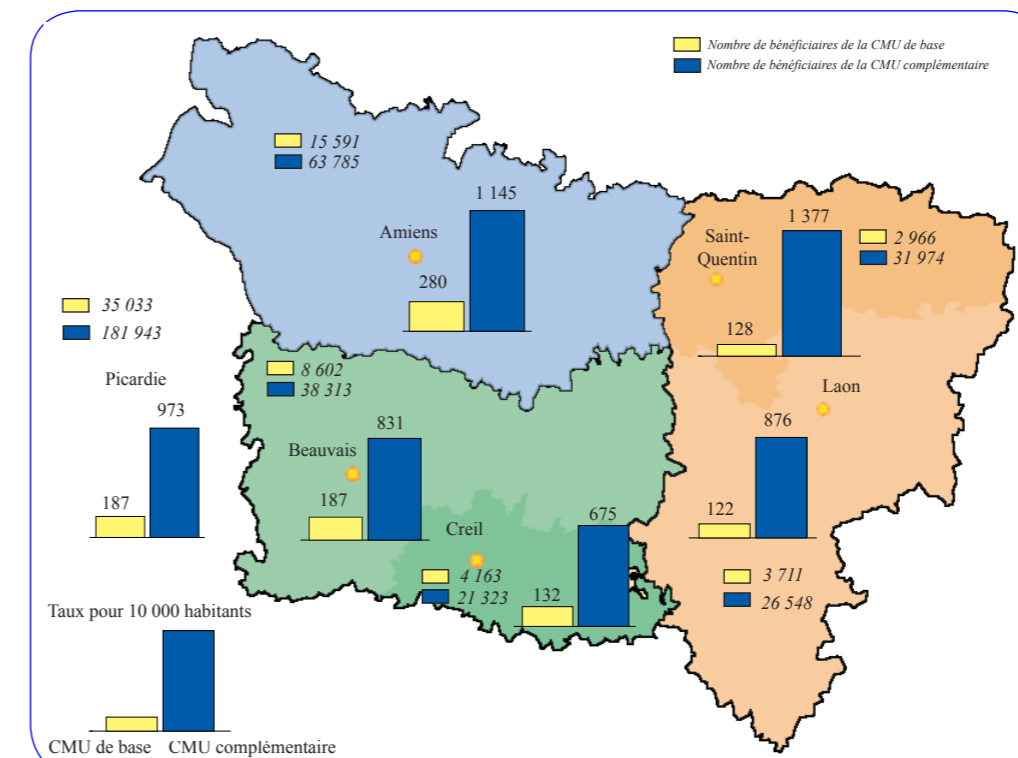 Nombre de bénéficiaires de la CMU de base
Nombre de bénéficiaires de la CMU complémentaire
15 591
63 785
1 145
Amiens
280
1 377
Saint-
Quentin
2 966
31 974
128
35 033
181 943
Picardie
973
187
8 602
38 313
831
Beauvais
187
Laon
876
122
Creil
675
4 163
21 323
132
3 711
26 548
Taux pour 10 000 habitants
CMU de base CMU complémentaire